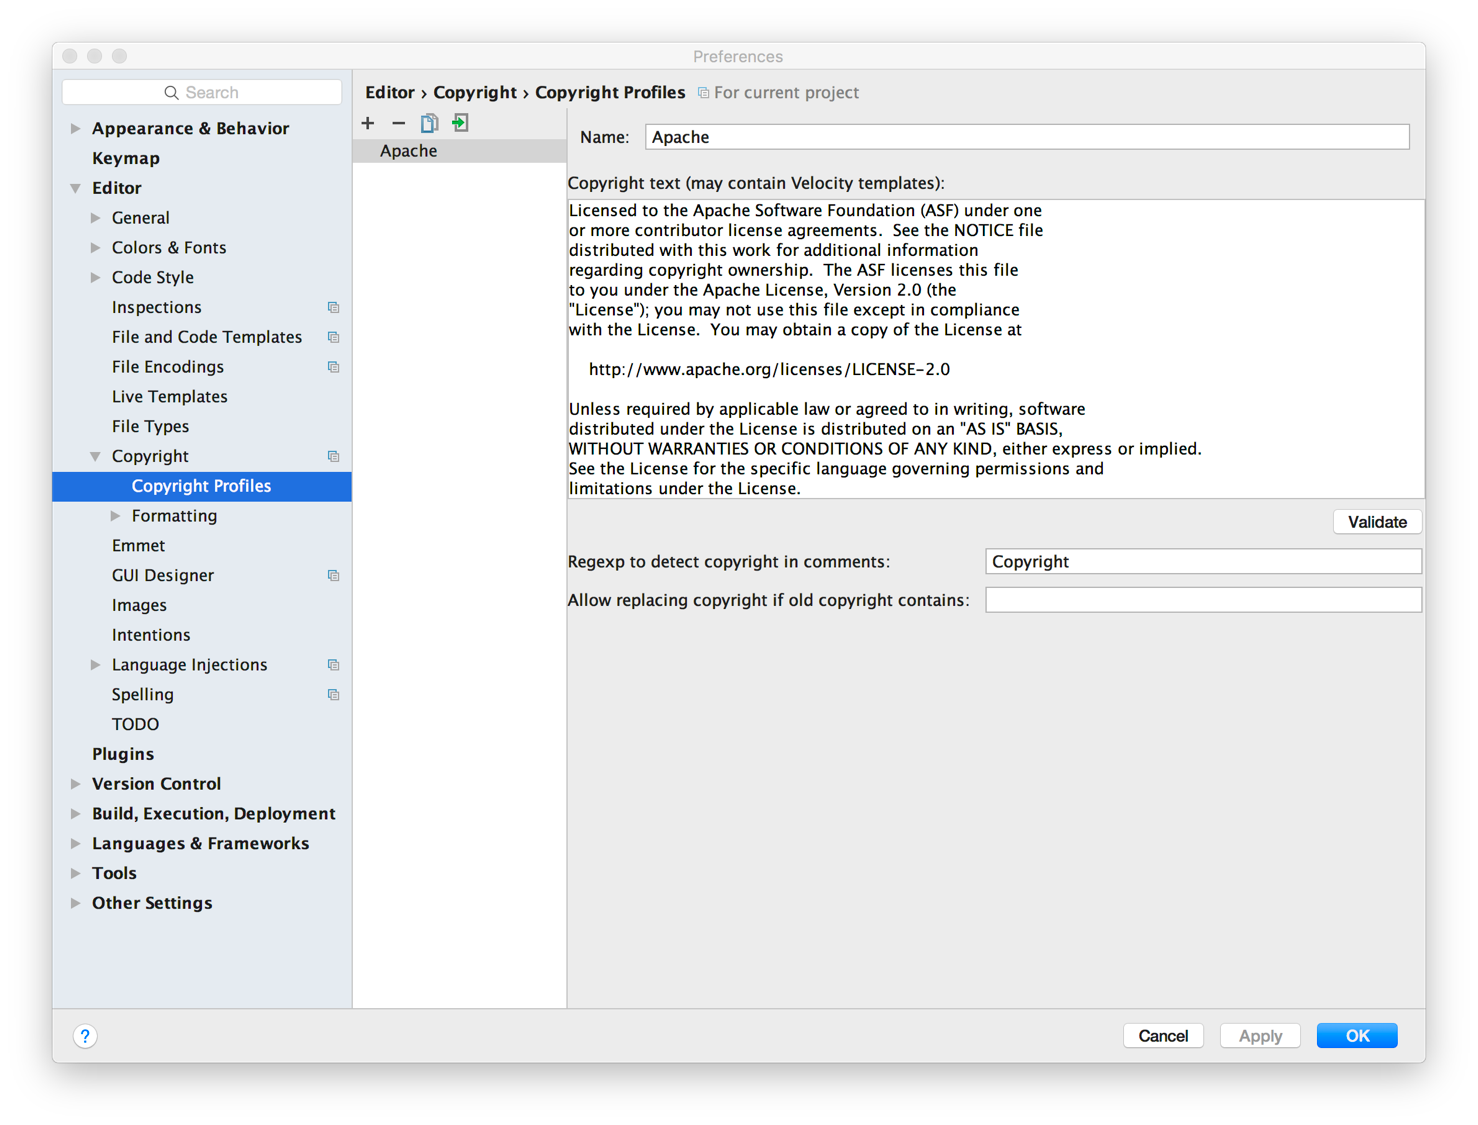 Preferences
Search
Appearance & Behavior
Keymap
Editor
General
Colors & Fonts
Code Style
Inspections
File and Code Templates
File Encodings
Live Templates
File Types
Copyright
Copyright Profiles
Formatting
Emmet
GUI Designer
Images
Intentions
Language Injections
Spelling
TODO
Plugins
Version Control
Build, Execution, Deployment
Languages & Frameworks
Tools
Other Settings
Editor › Copyright › Copyright Profiles For current project
Apache
Name: Apache
Copyright text (may contain Velocity templates):
Licensed to the Apache Software Foundation (ASF) under one
or more contributor license agreements.  See the NOTICE file
distributed with this work for additional information
regarding copyright ownership.  The ASF licenses this file
to you under the Apache License, Version 2.0 (the
"License"); you may not use this file except in compliance
with the License.  You may obtain a copy of the License at
http://www.apache.org/licenses/LICENSE-2.0
Unless required by applicable law or agreed to in writing, software
distributed under the License is distributed on an "AS IS" BASIS,
WITHOUT WARRANTIES OR CONDITIONS OF ANY KIND, either express or implied.
See the License for the specific language governing permissions and
limitations under the License.
Validate
Regexp to detect copyright in comments: Copyright
Allow replacing copyright if old copyright contains:
? Cancel Apply OK